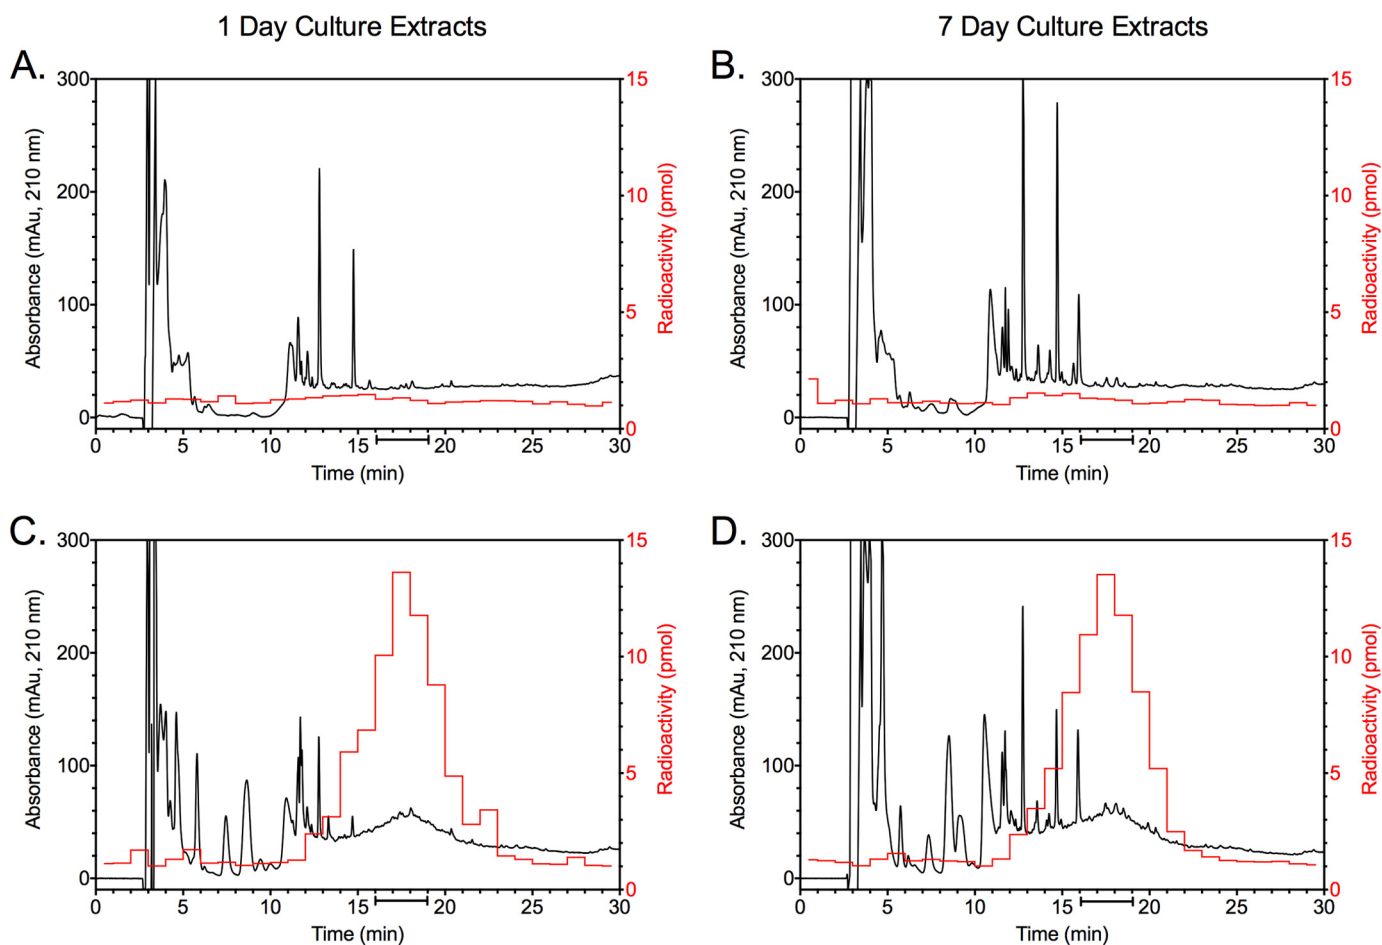 1 Day Culture Extracts
7 Day Culture Extracts
A.
300
200
100
0
Absorbance (mAu, 210 nm)
15
10
5
0
Radioactivity (pmol)
0 5 10 15 20 25 30
Time (min)
B.
300
200
100
0
Absorbance (mAu, 210 nm)
15
10
5
0
Radioactivity (pmol)
0 5 10 15 20 25 30
Time (min)
C.
300
200
100
0
Absorbance (mAu, 210 nm)
15
10
5
0
Radioactivity (pmol)
0 5 10 15 20 25 30
Time (min)
D.
300
200
100
0
Absorbance (mAu, 210 nm)
15
10
5
0
Radioactivity (pmol)
0 5 10 15 20 25 30
Time (min)